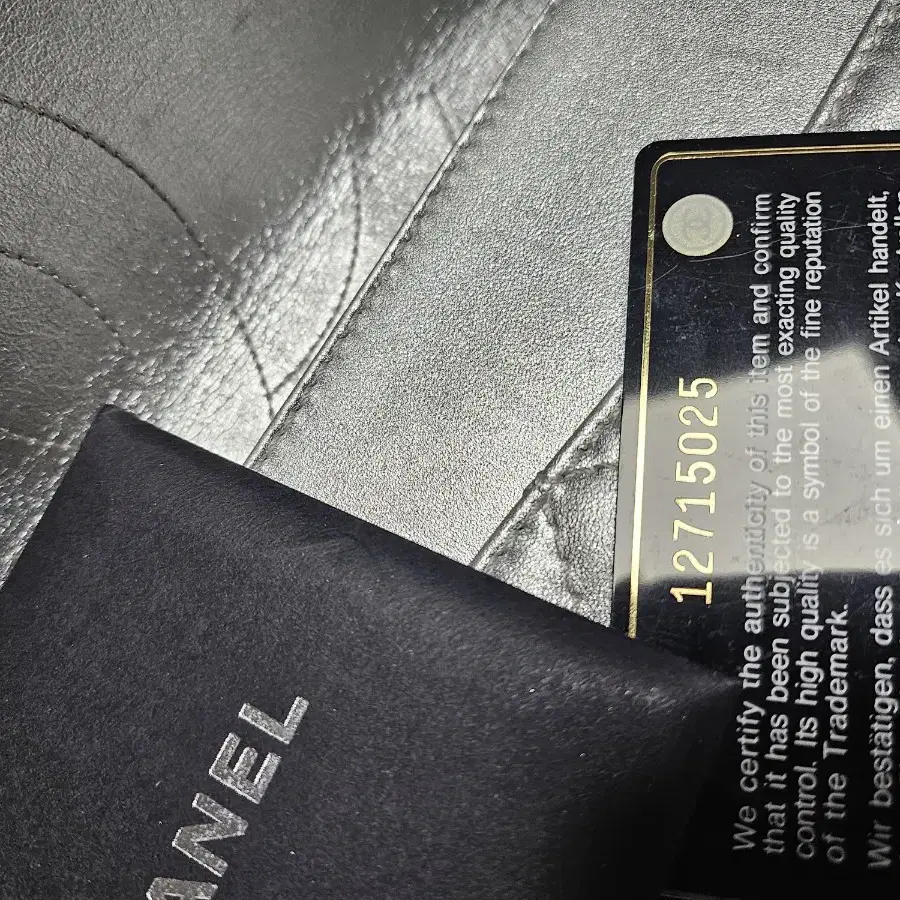 12715025
We certify the authenticity of this item and confirm
that it has been subjected to the most exacting quality
control. Its high quality is a symbol of the fine reputation
of the Trademark.
Wir bestätigen, dass es sich um einen Artikel handelt,
ANEL